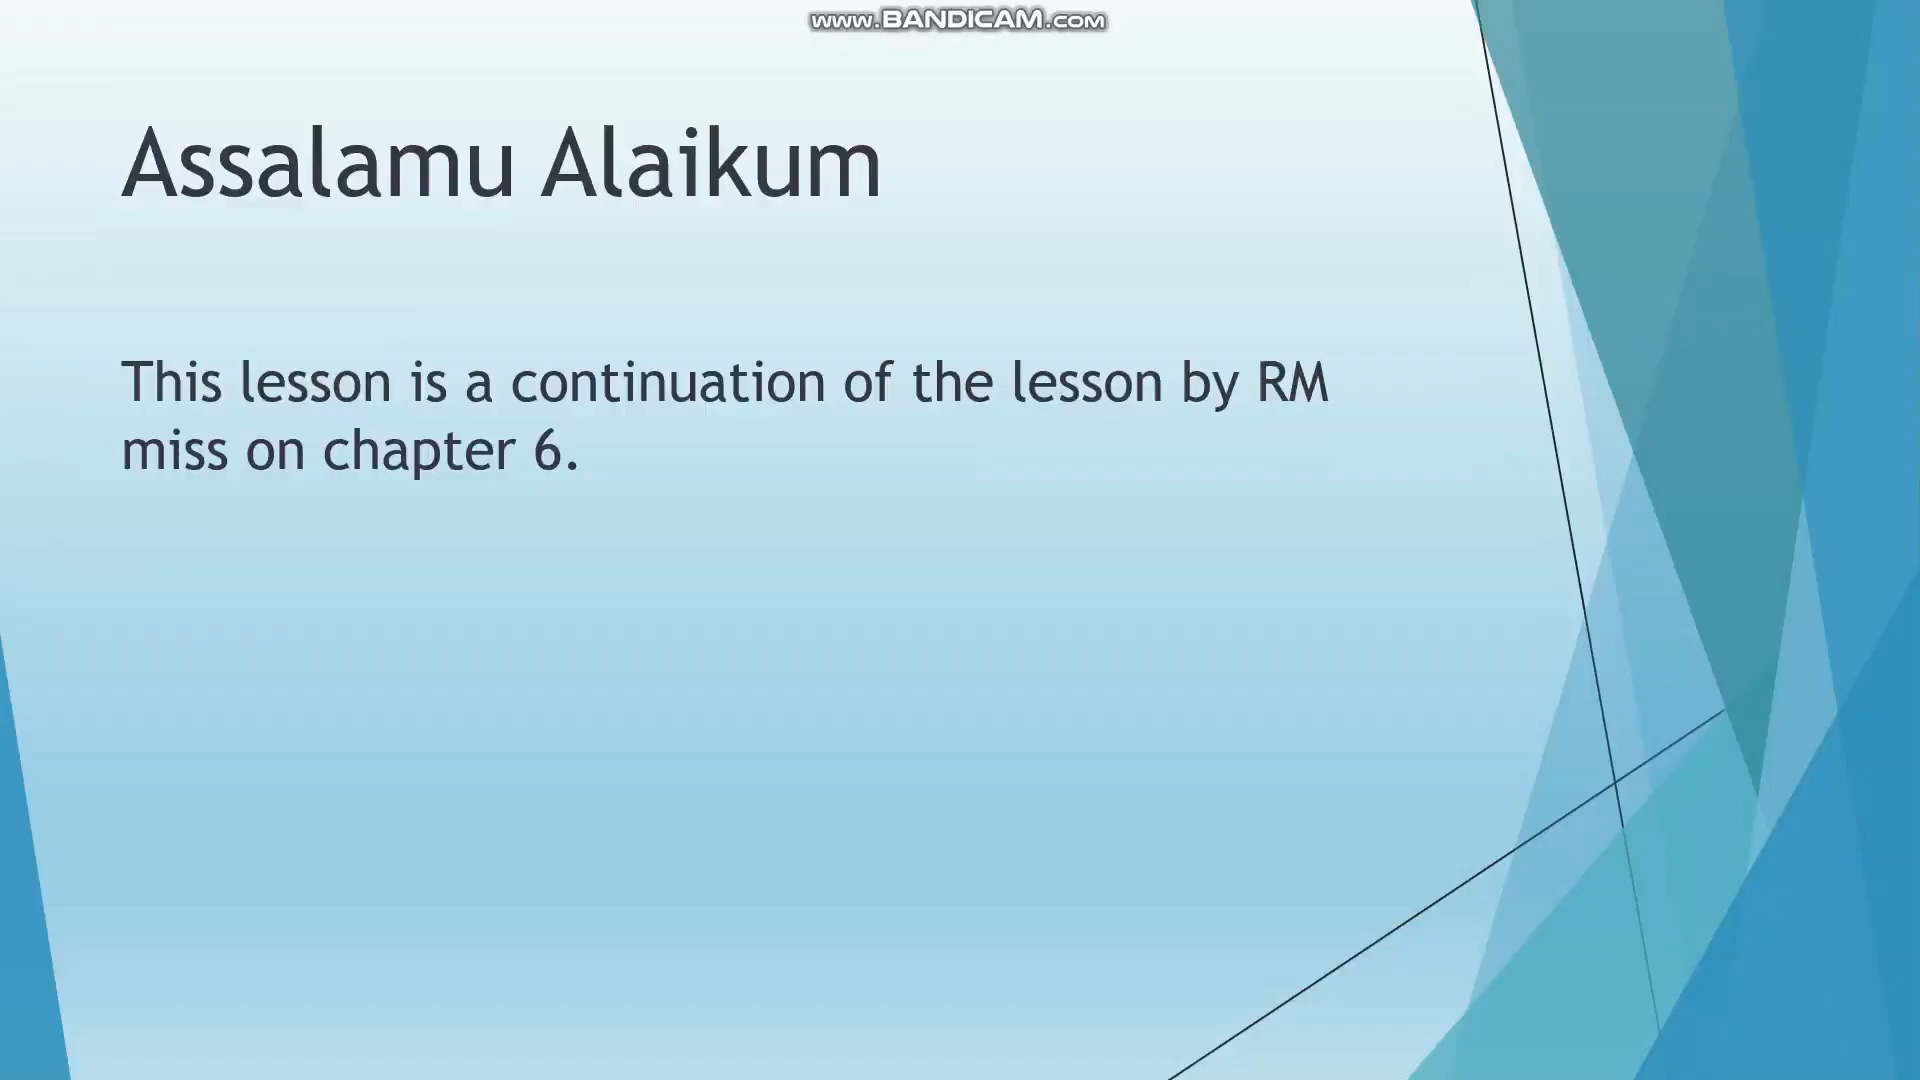 www.BANDICAM.com
Assalamu Alaikum
This lesson is a continuation of the lesson by RM
miss on chapter 6.